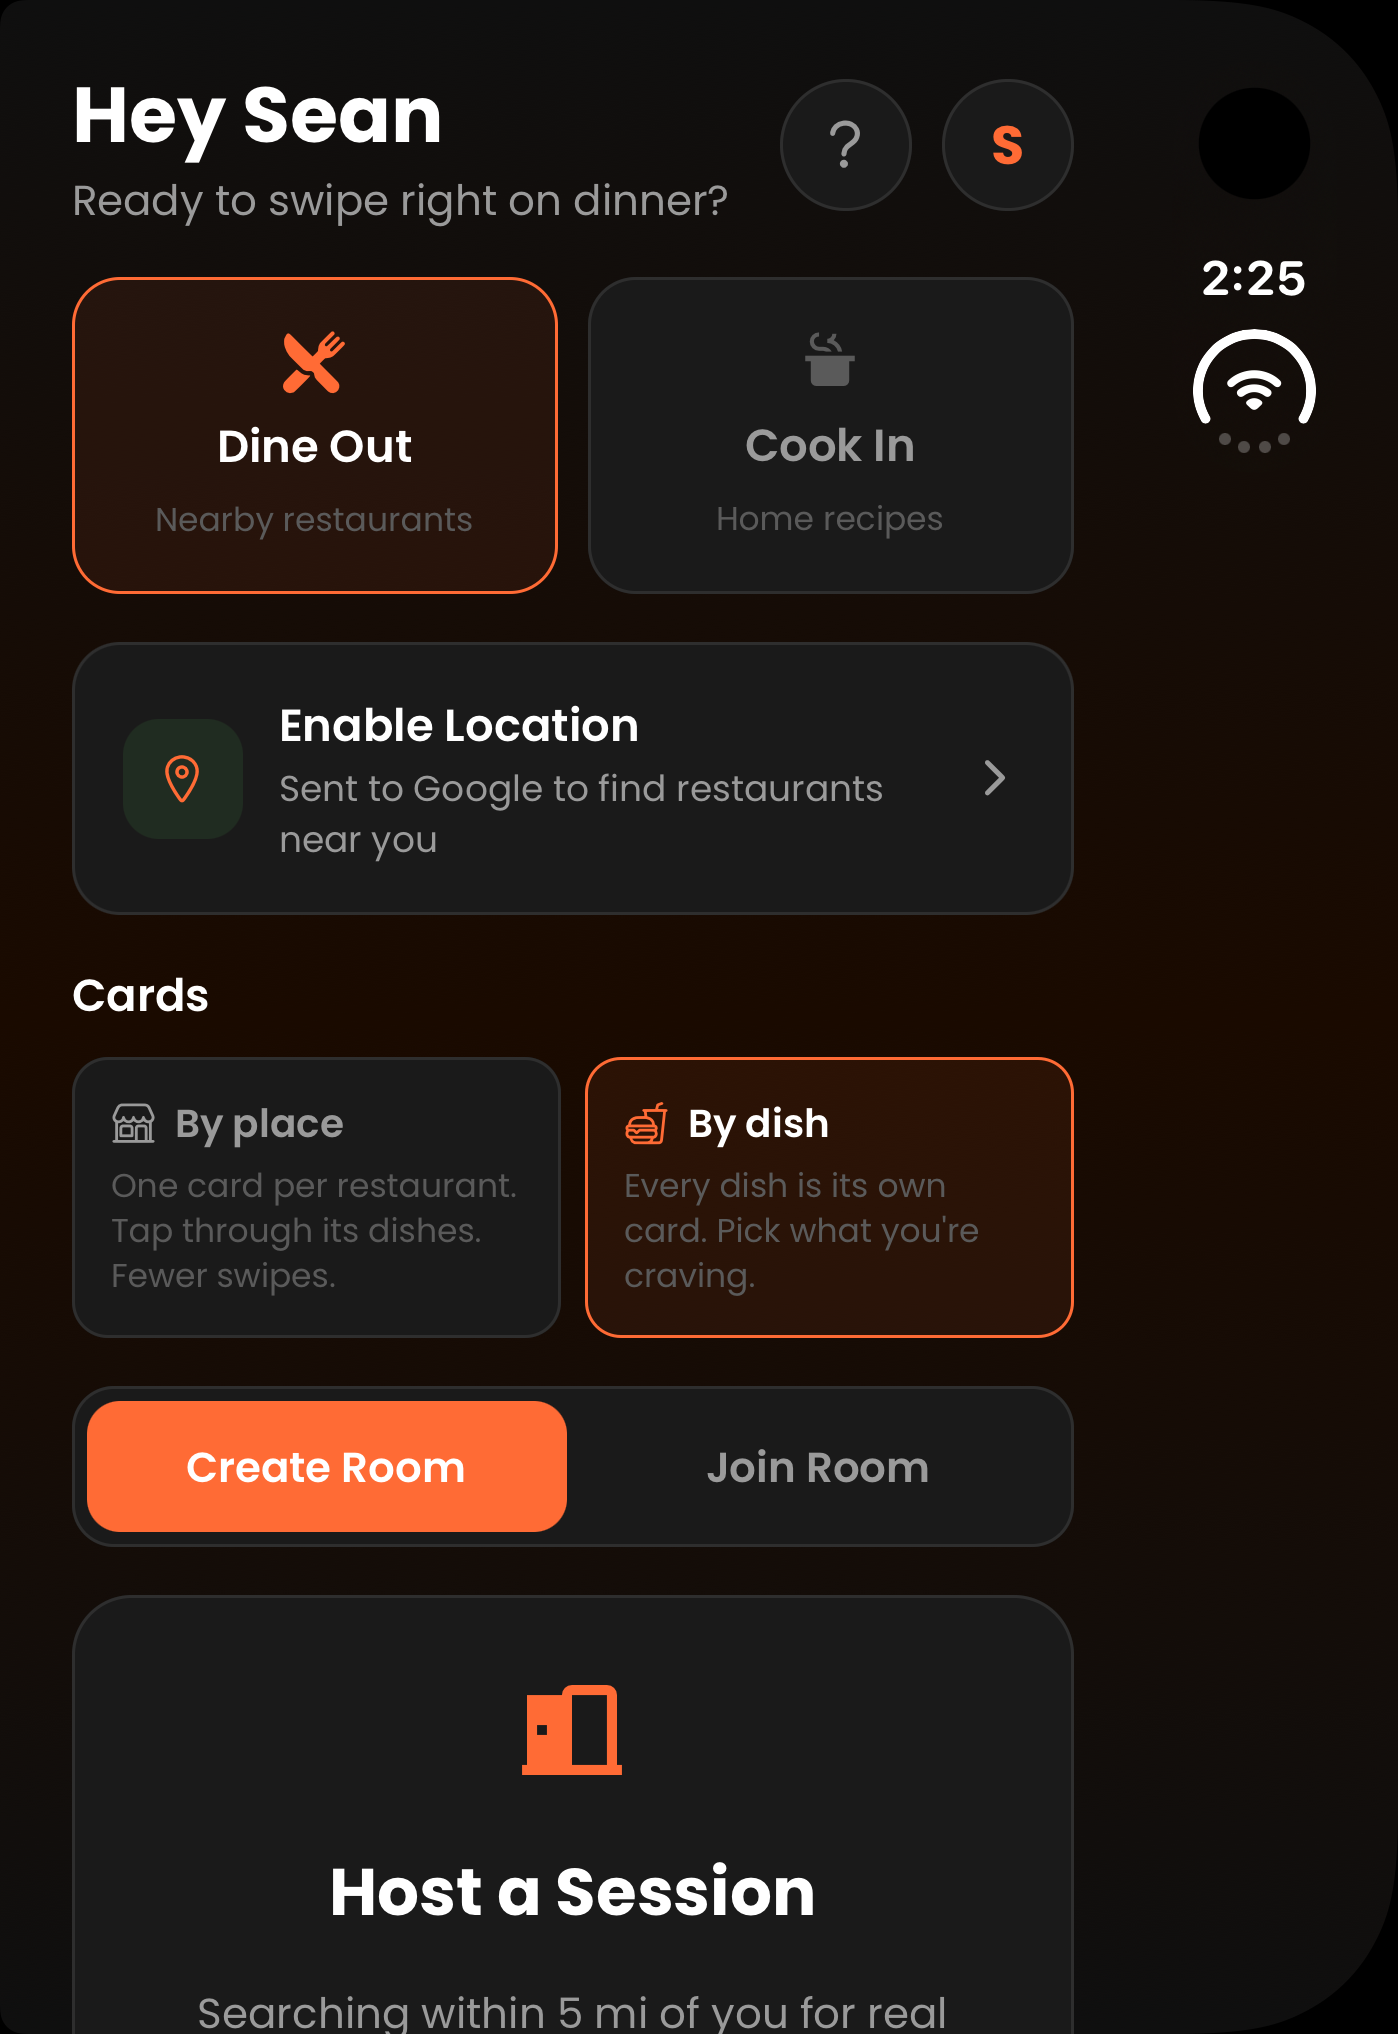 Hey Sean
Ready to swipe right on dinner?
?
S
2:25
Dine Out
Nearby restaurants
Cook In
Home recipes
Enable Location
Sent to Google to find restaurants
near you
Cards
By place
One card per restaurant.
Tap through its dishes.
Fewer swipes.
By dish
Every dish is its own
card. Pick what you're
craving.
Create Room
Join Room
Host a Session
Searching within 5 mi of you for real